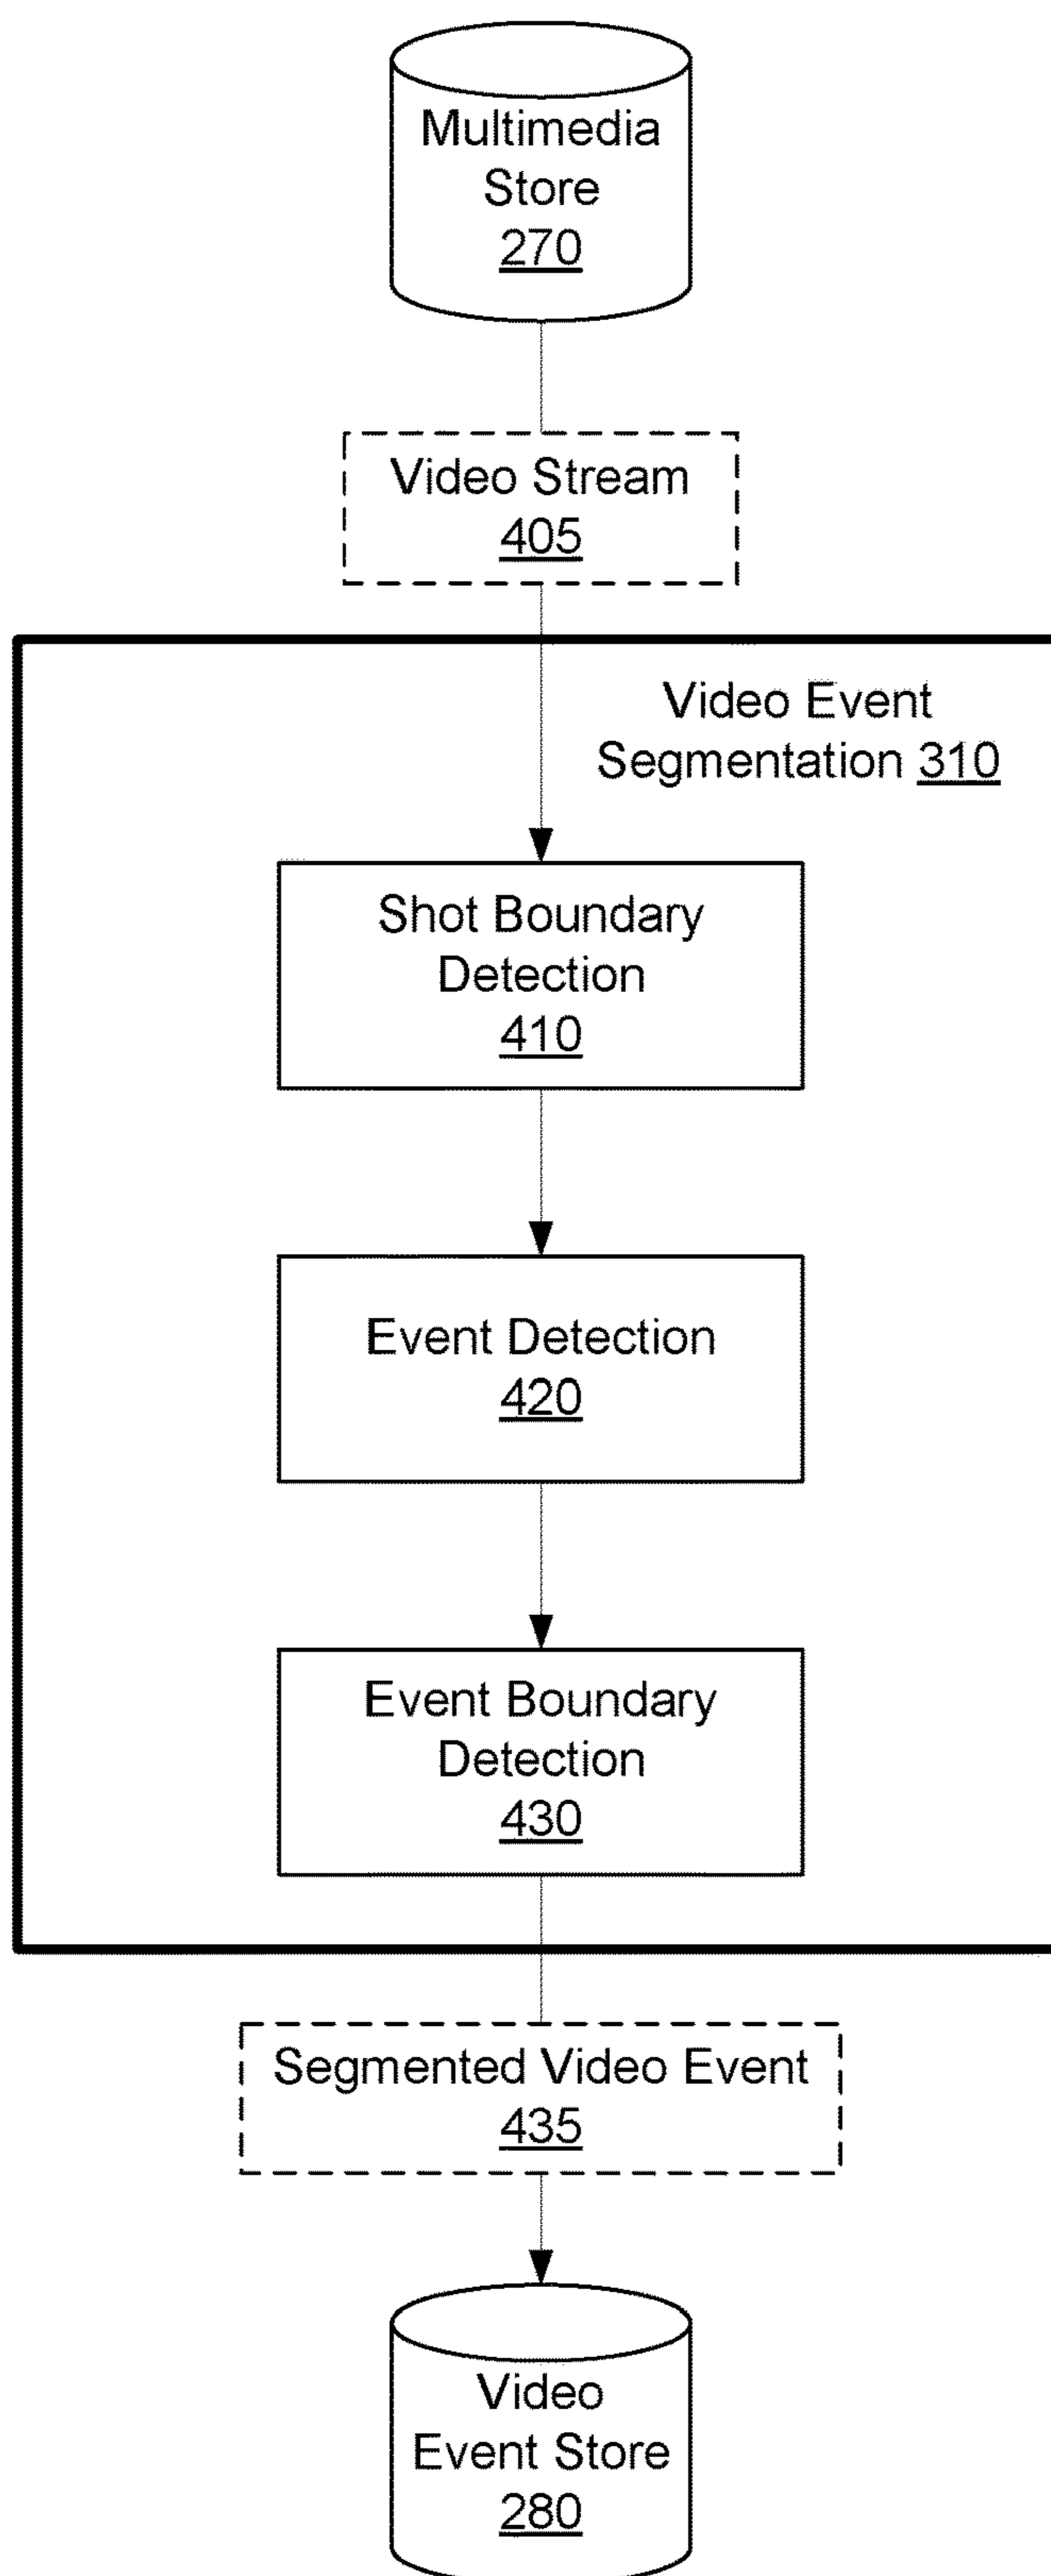 Multimedia
Store
270
Video Stream
405
Video Event
Segmentation 310
Shot Boundary
Detection
410
Event Detection
420
Event Boundary
Detection
430
Segmented Video Event
435
Video
Event Store
280